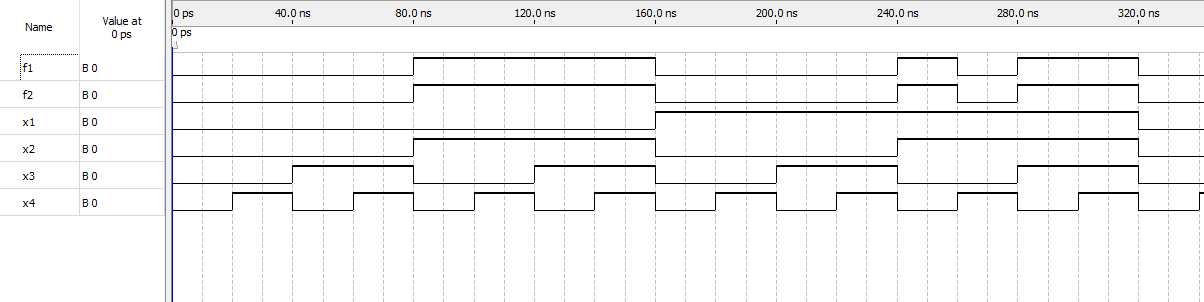 Name
Value at
0 ps
0 ps 40.0 ns 80.0 ns 120.0 ns 160.0 ns 200.0 ns 240.0 ns 280.0 ns 320.0 ns
0 ps
f1 B 0
f2 B 0
x1 B 0
x2 B 0
x3 B 0
x4 B 0